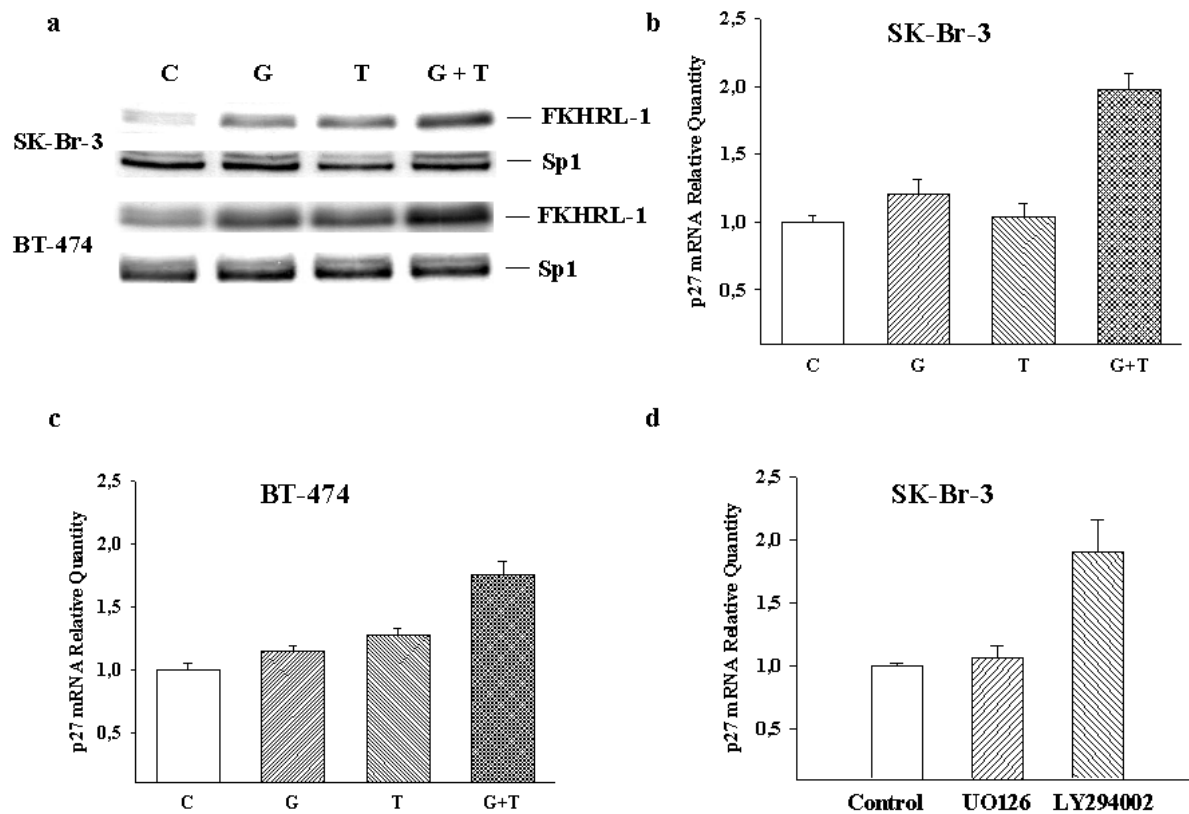 a
C G T G + T
SK-Br-3
FKHRL-1
Sp1
BT-474
FKHRL-1
Sp1
b
SK-Br-3
p27 mRNA Relative Quantity
2,5
2,0
1,5
1,0
0,5
C G T G+T
c
BT-474
p27 mRNA Relative Quantity
2,5
2,0
1,5
1,0
0,5
C G T G+T
d
SK-Br-3
p27 mRNA Relative Quantity
2,5
2,0
1,5
1,0
0,5
Control UO126 LY294002